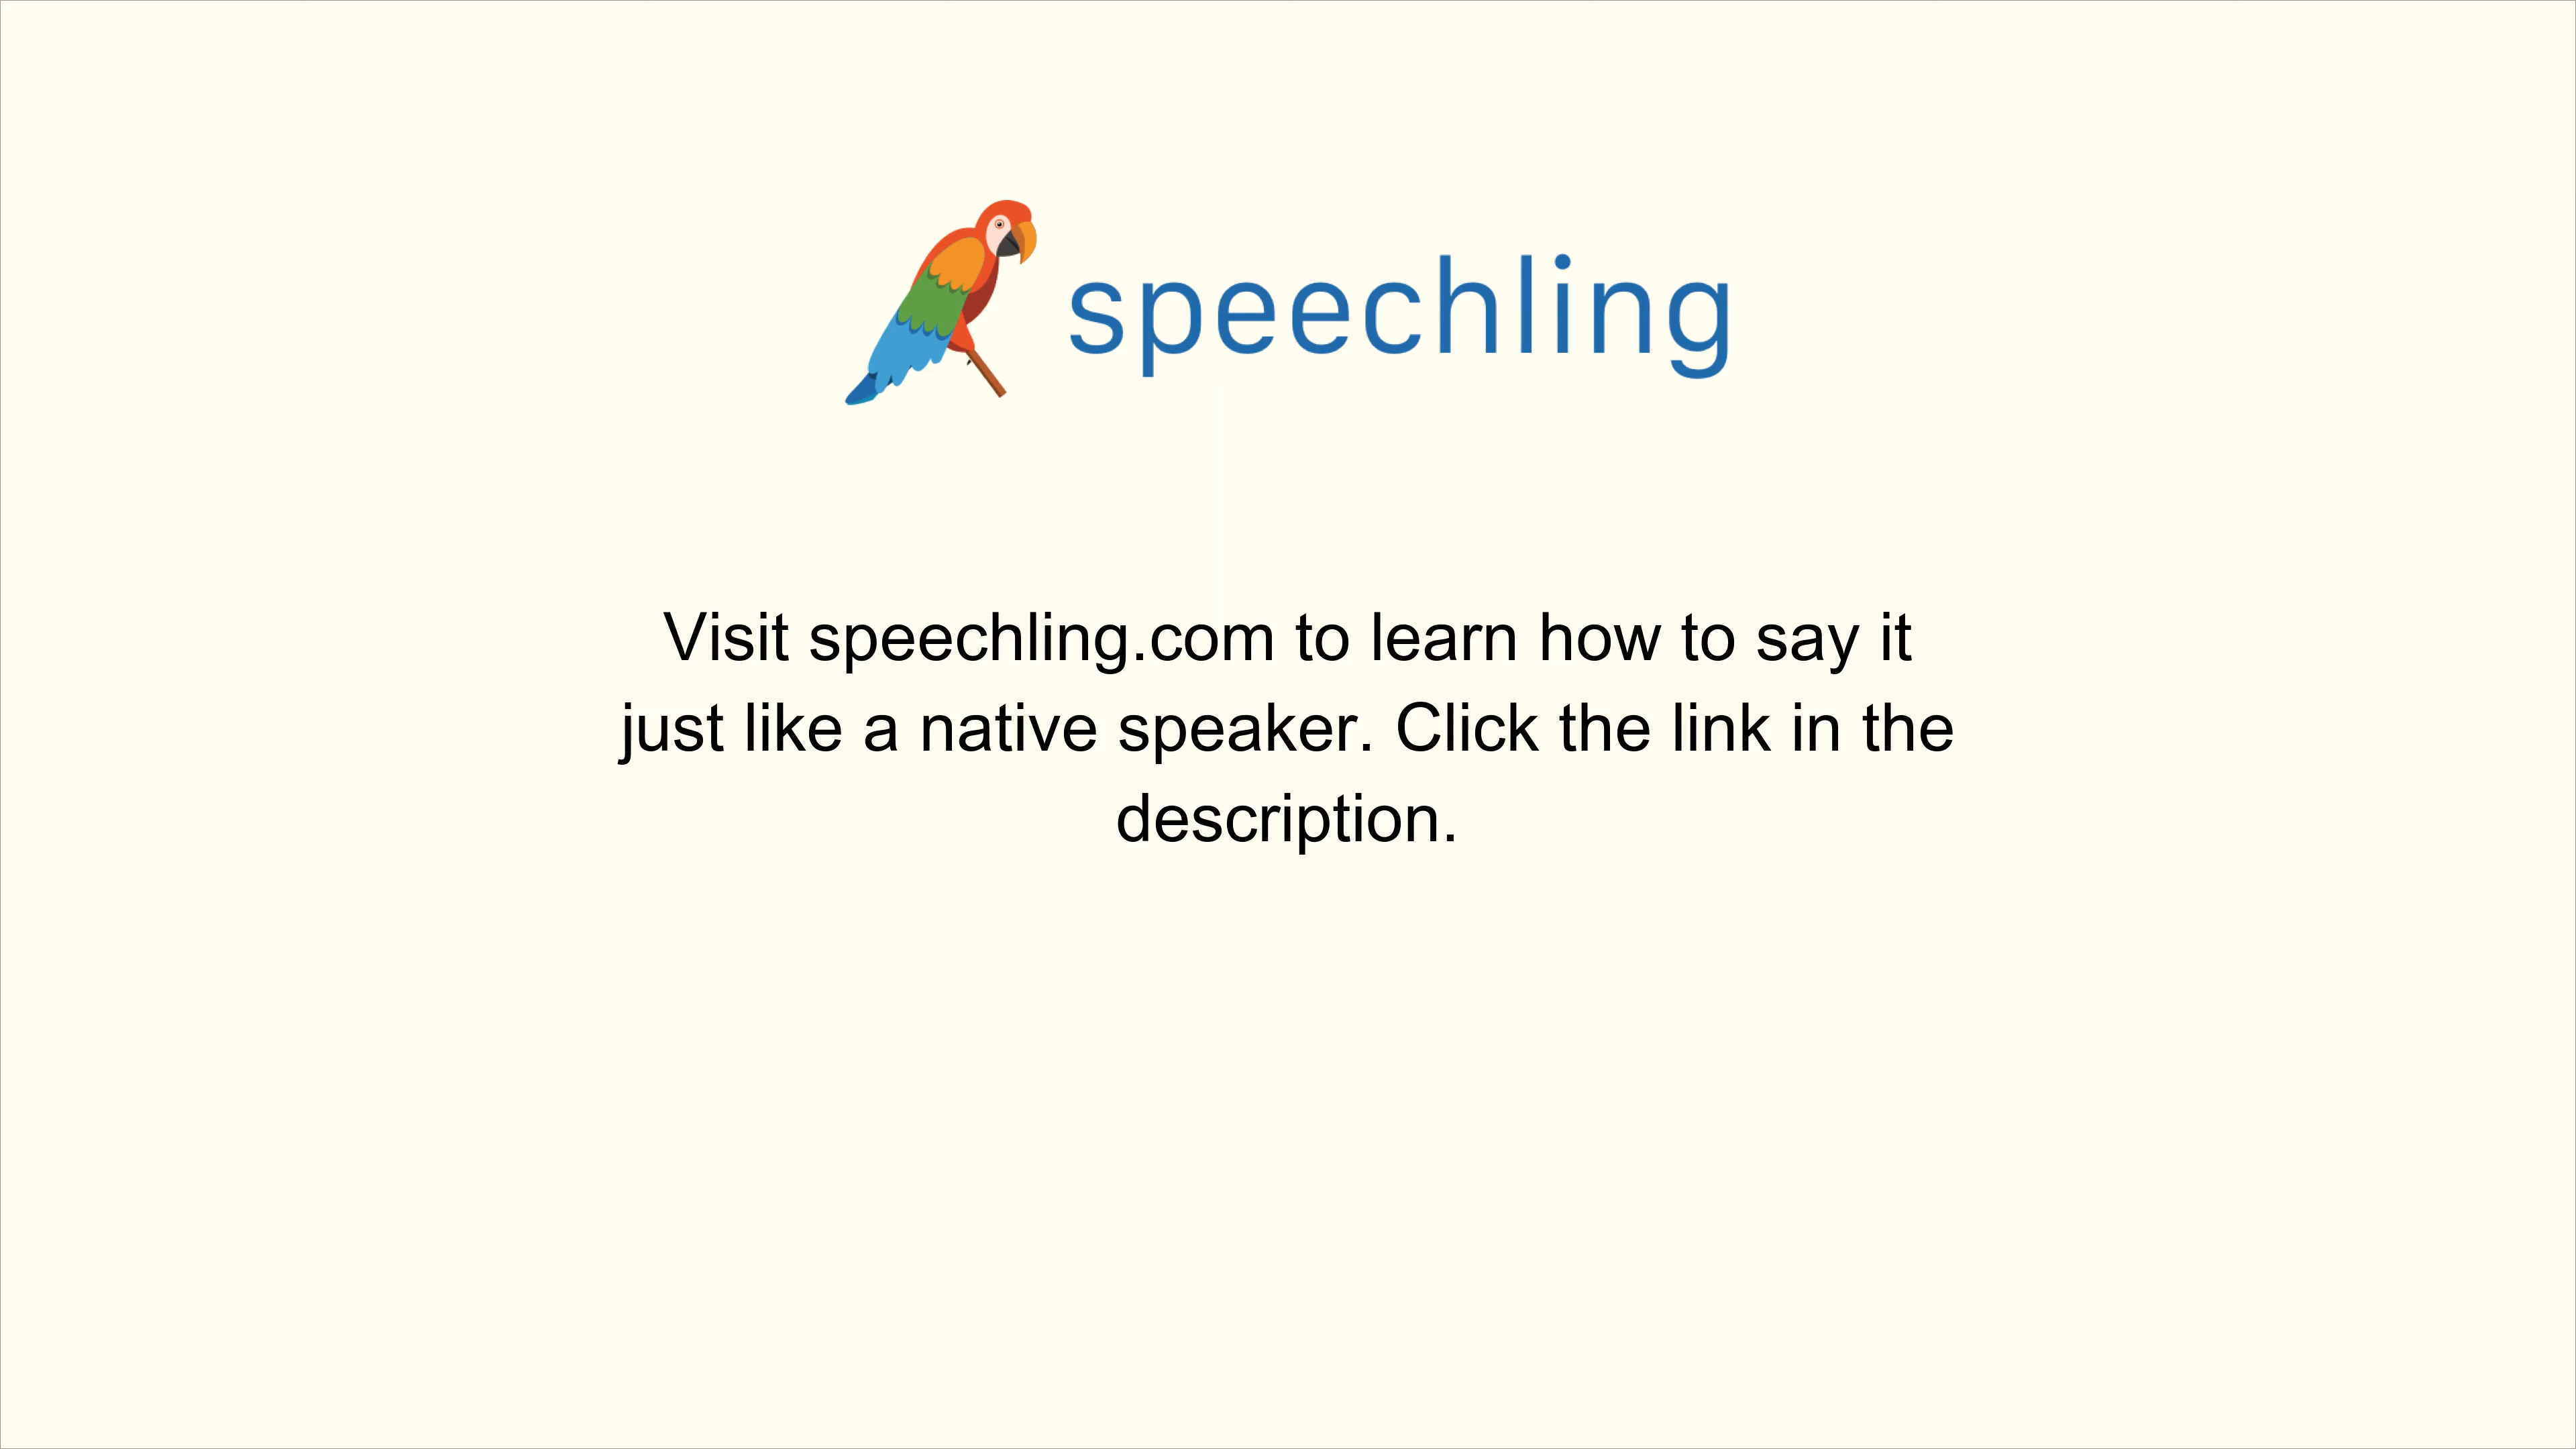 speechling
Visit speechling.com to learn how to say it
just like a native speaker. Click the link in the
description.